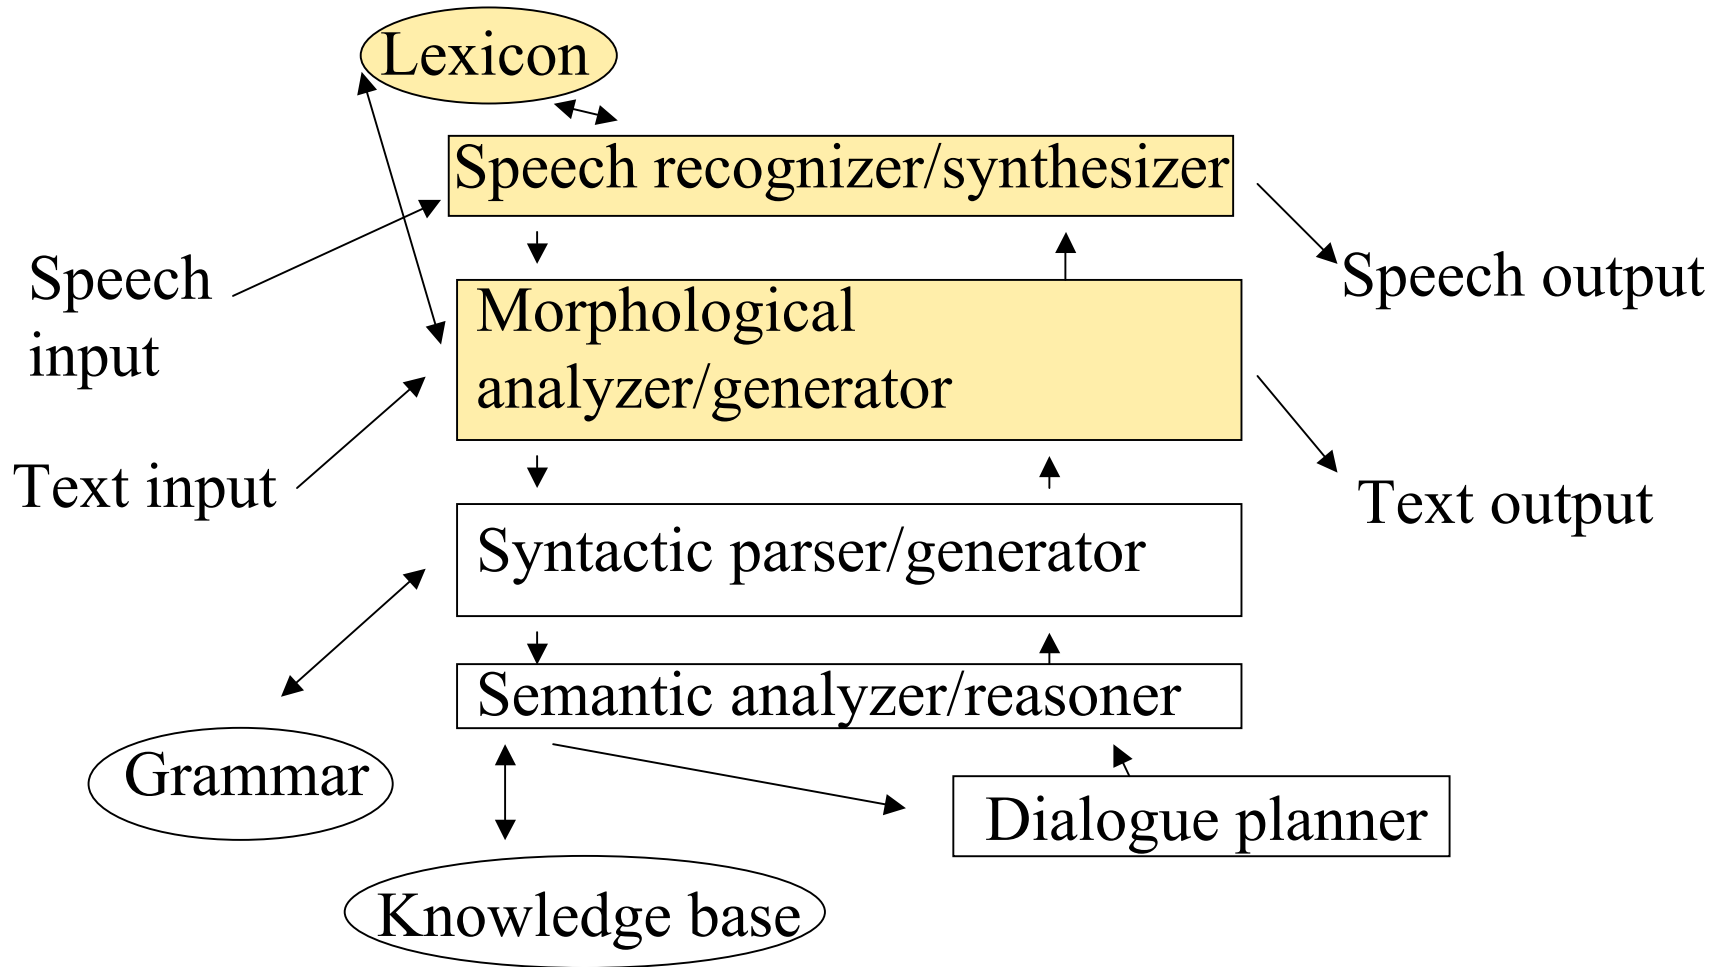 Lexicon
Speech recognizer/synthesizer
Speech
input
Speech output
Morphological
analyzer/generator
Text input
Text output
Syntactic parser/generator
Semantic analyzer/reasoner
Grammar
Dialogue planner
Knowledge base